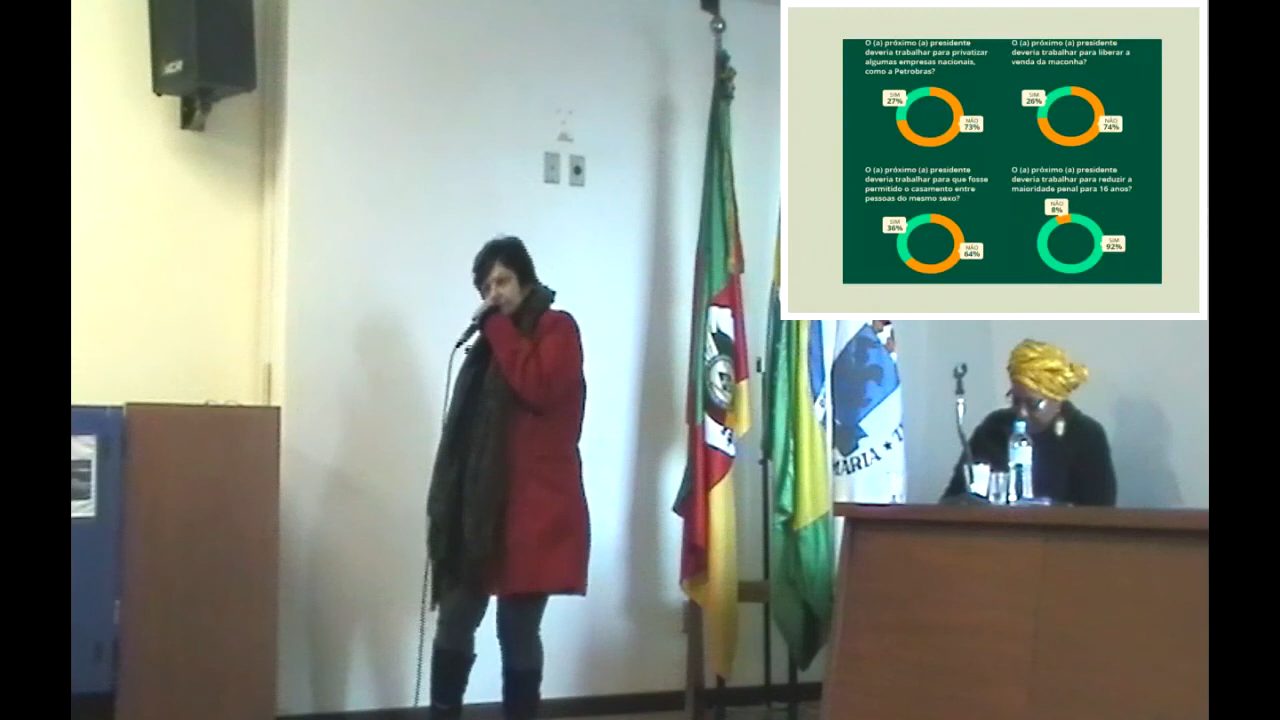 O (a) próximo (a) presidente
deveria trabalhar para privatizar
algumas empresas nacionais,
como a Petrobras?
SIM
27%
NÃO
73%
O (a) próximo (a) presidente
deveria trabalhar para liberar a
venda da maconha?
SIM
26%
NÃO
74%
O (a) próximo (a) presidente
deveria trabalhar para que fosse
permitido o casamento entre
pessoas do mesmo sexo?
SIM
36%
NÃO
64%
O (a) próximo (a) presidente
deveria trabalhar para reduzir a
maioridade penal para 16 anos?
NÃO
8%
SIM
92%
MARIA ★